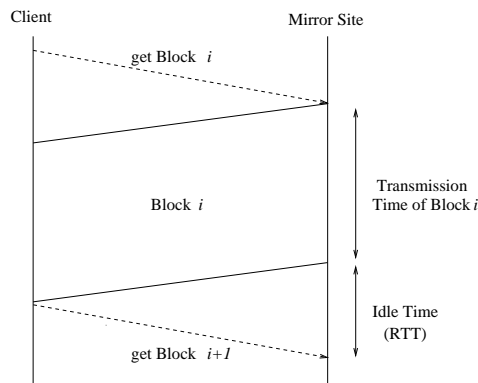 Client
Mirror Site
get Block i
Transmission
Time of Block i
Block i
Idle Time
(RTT)
get Block i+1